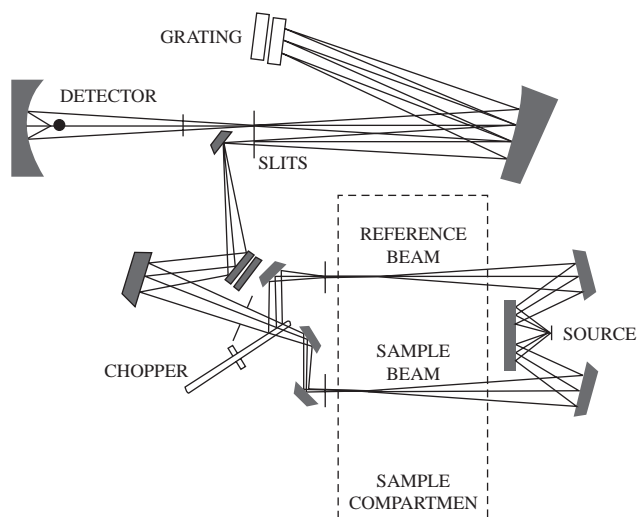 GRATING
DETECTOR
SLITS
REFERENCE
BEAM
SOURCE
CHOPPER
SAMPLE
BEAM
SAMPLE
COMPARTMEN